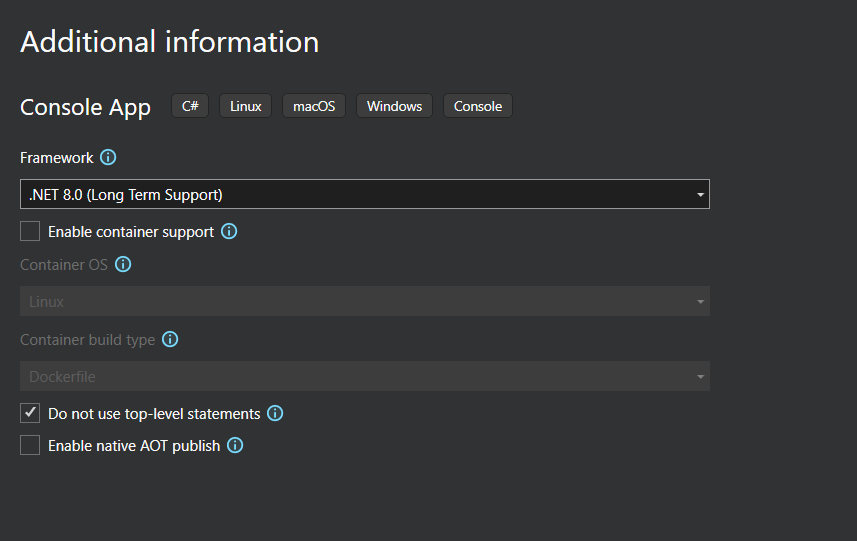 Additional information
Console App C# Linux macOS Windows Console
Framework
.NET 8.0 (Long Term Support)
Enable container support
Container OS
Linux
Container build type
Dockerfile
Do not use top-level statements
Enable native AOT publish